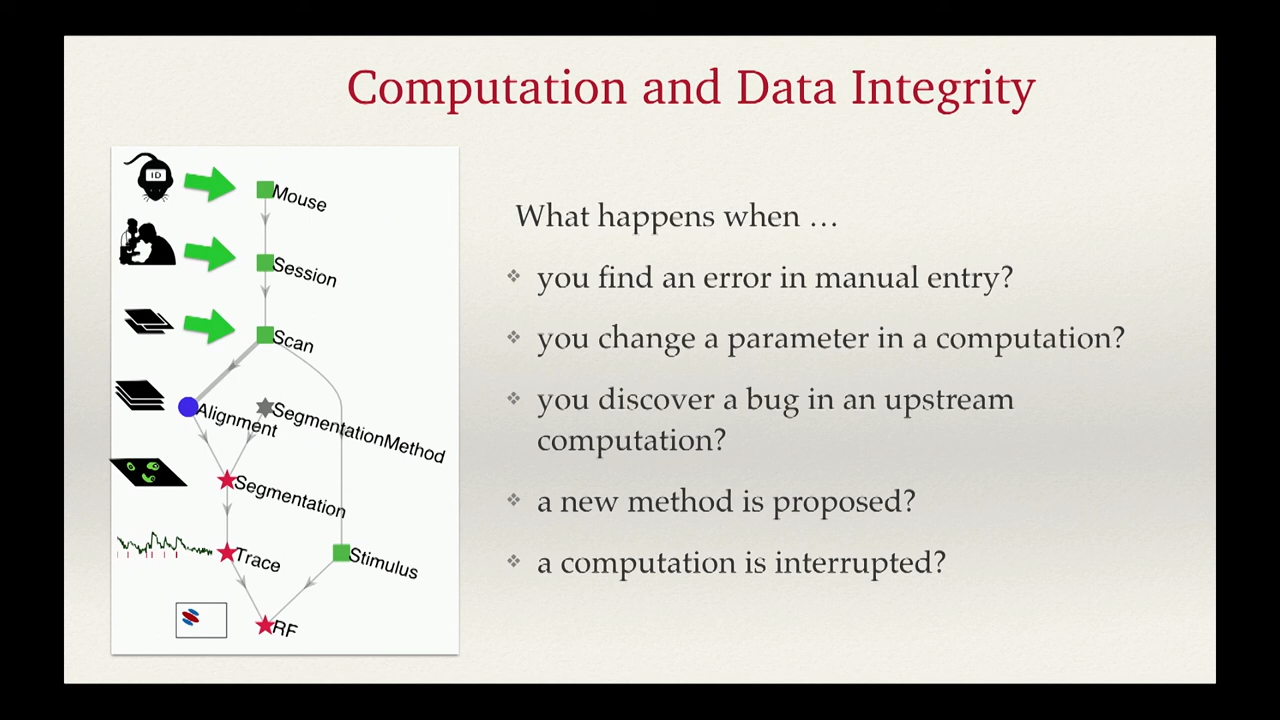 Computation and Data Integrity
ID
Mouse
Session
Scan
Alignment
SegmentationMethod
Segmentation
Trace
Stimulus
RF
What happens when …
❖ you find an error in manual entry?
❖ you change a parameter in a computation?
❖ you discover a bug in an upstream
computation?
❖ a new method is proposed?
❖ a computation is interrupted?